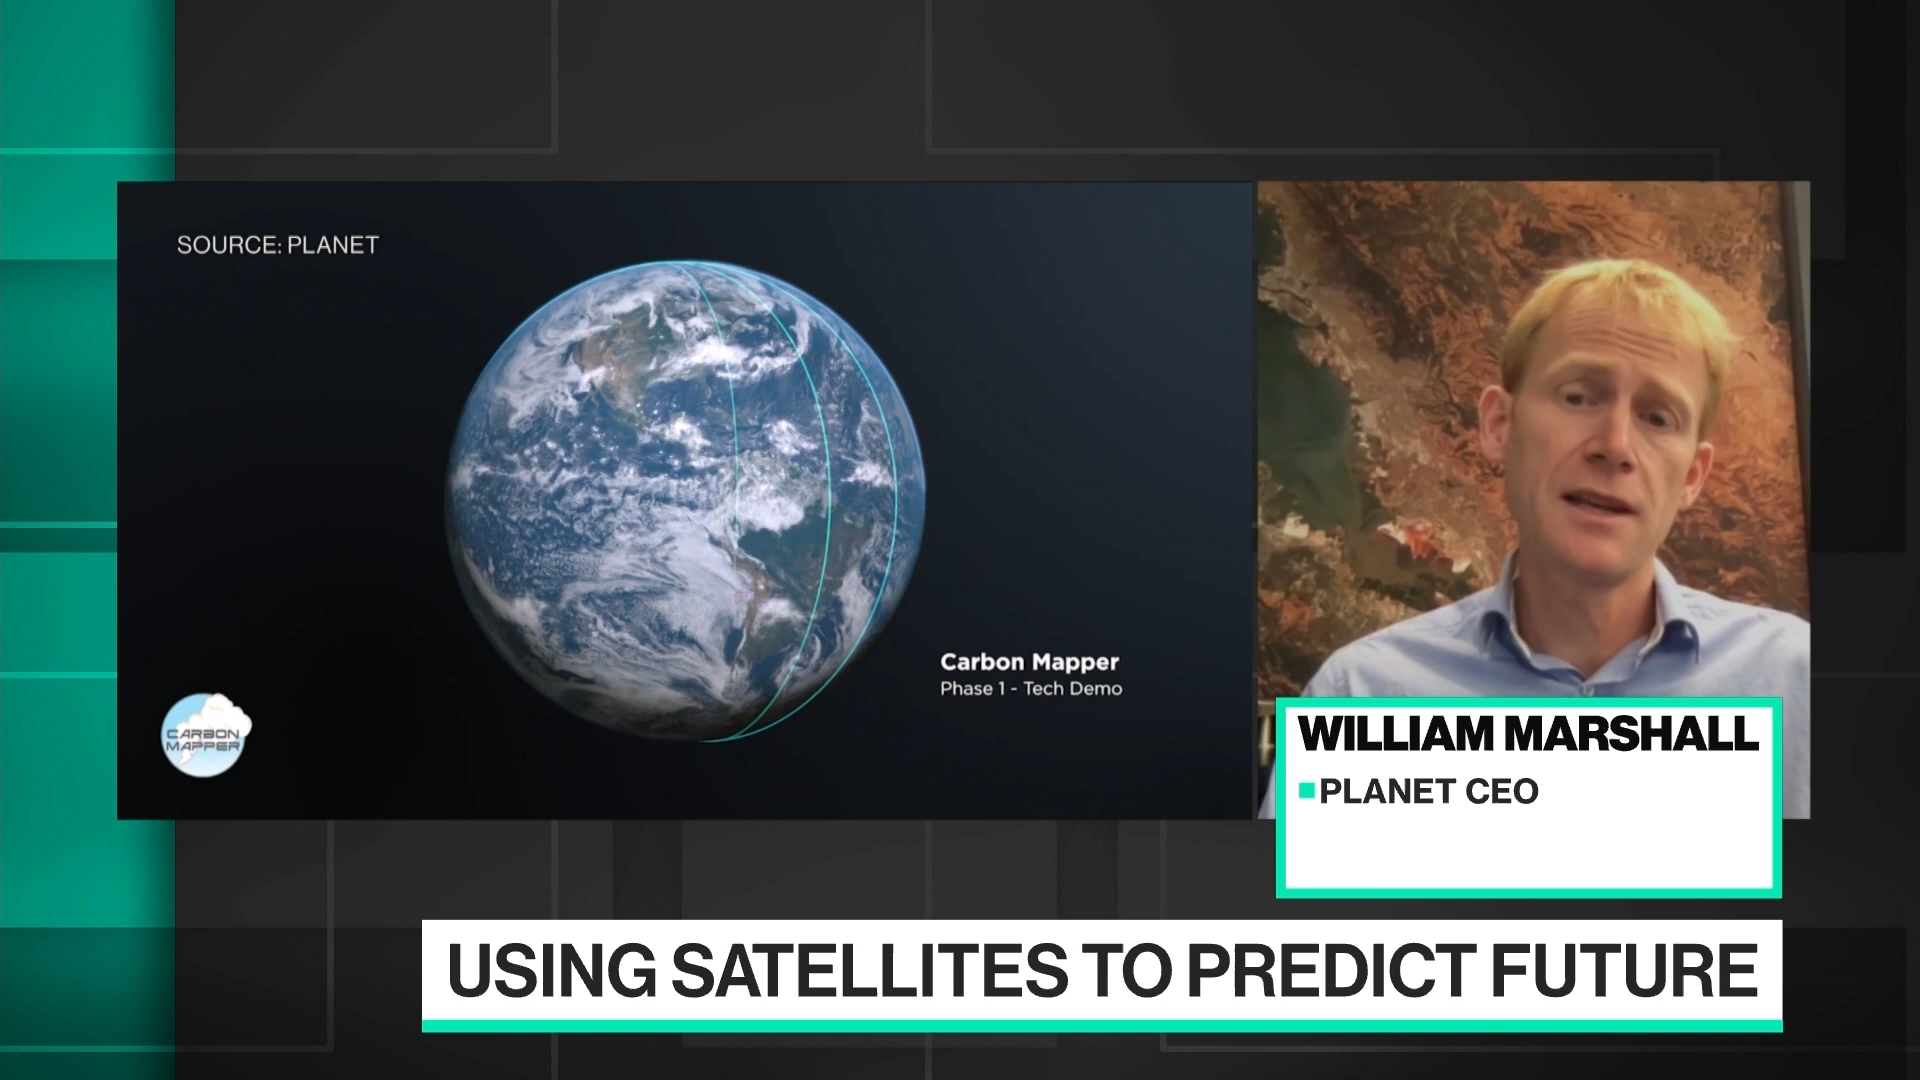 SOURCE: PLANET
Carbon Mapper
Phase 1 - Tech Demo
CARBON
MAPPER
WILLIAM MARSHALL
PLANET CEO
USING SATELLITES TO PREDICT FUTURE